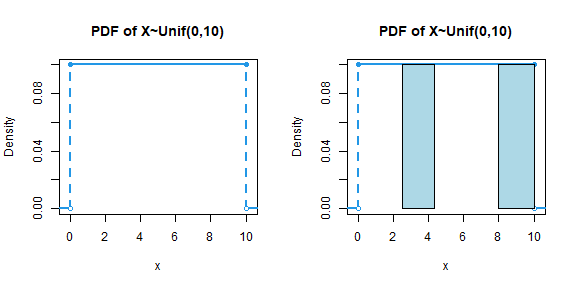 PDF of X~Unif(0,10)
Density
0.00 0.04 0.08
0 2 4 6 8 10
x
PDF of X~Unif(0,10)
Density
0.00 0.04 0.08
0 2 4 6 8 10
x